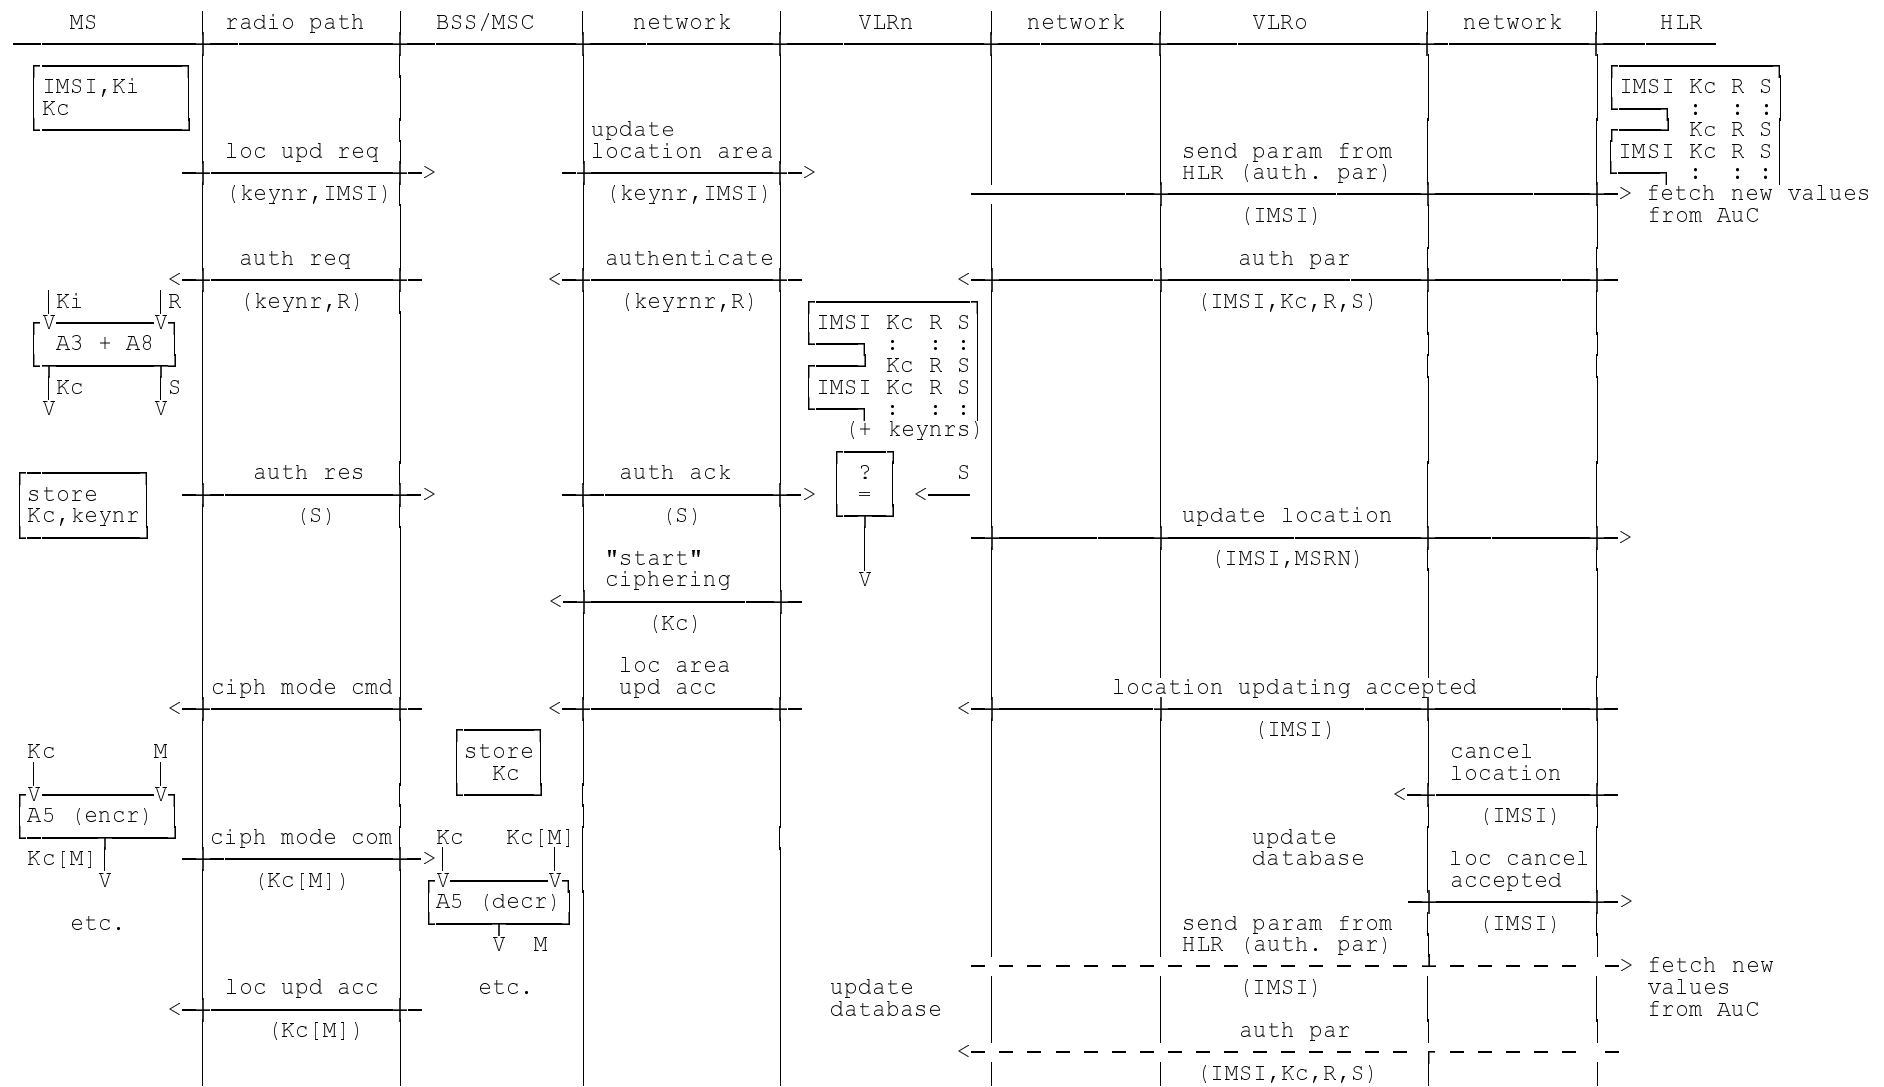 MS radio path BSS/MSC network VLRn network VLRo network HLR
IMSI,Ki IMSI Kc R S
Kc : : :
update Kc R S
loc upd req location area send param from IMSI Kc R S
> > HLR (auth. par) : : :
(keynr,IMSI) (keynr,IMSI) > fetch new values
(IMSI) from AuC
auth req authenticate auth par
< < <
Ki R (keynr,R) (keyrnr,R) (IMSI,Kc,R,S)
V V IMSI Kc R S
A3 + A8 : : :
Kc R S
Kc S IMSI Kc R S
V V : : :
(+ keynrs)
auth res auth ack ? S
store > > = <
Kc,keynr (S) (S) update location
>
"start" (IMSI,MSRN)
ciphering V
<
(Kc)
loc area
ciph mode cmd upd acc location updating accepted
< < <
(IMSI)
Kc M store cancel
Kc location
V V <
A5 (encr) (IMSI)
ciph mode com Kc Kc[M] update
Kc[M] > database loc cancel
V (Kc[M]) V V accepted
A5 (decr) >
etc. send param from (IMSI)
V M HLR (auth. par)
> fetch new
loc upd acc etc. update (IMSI) values
< database from AuC
(Kc[M]) auth par
<
(IMSI,Kc,R,S)